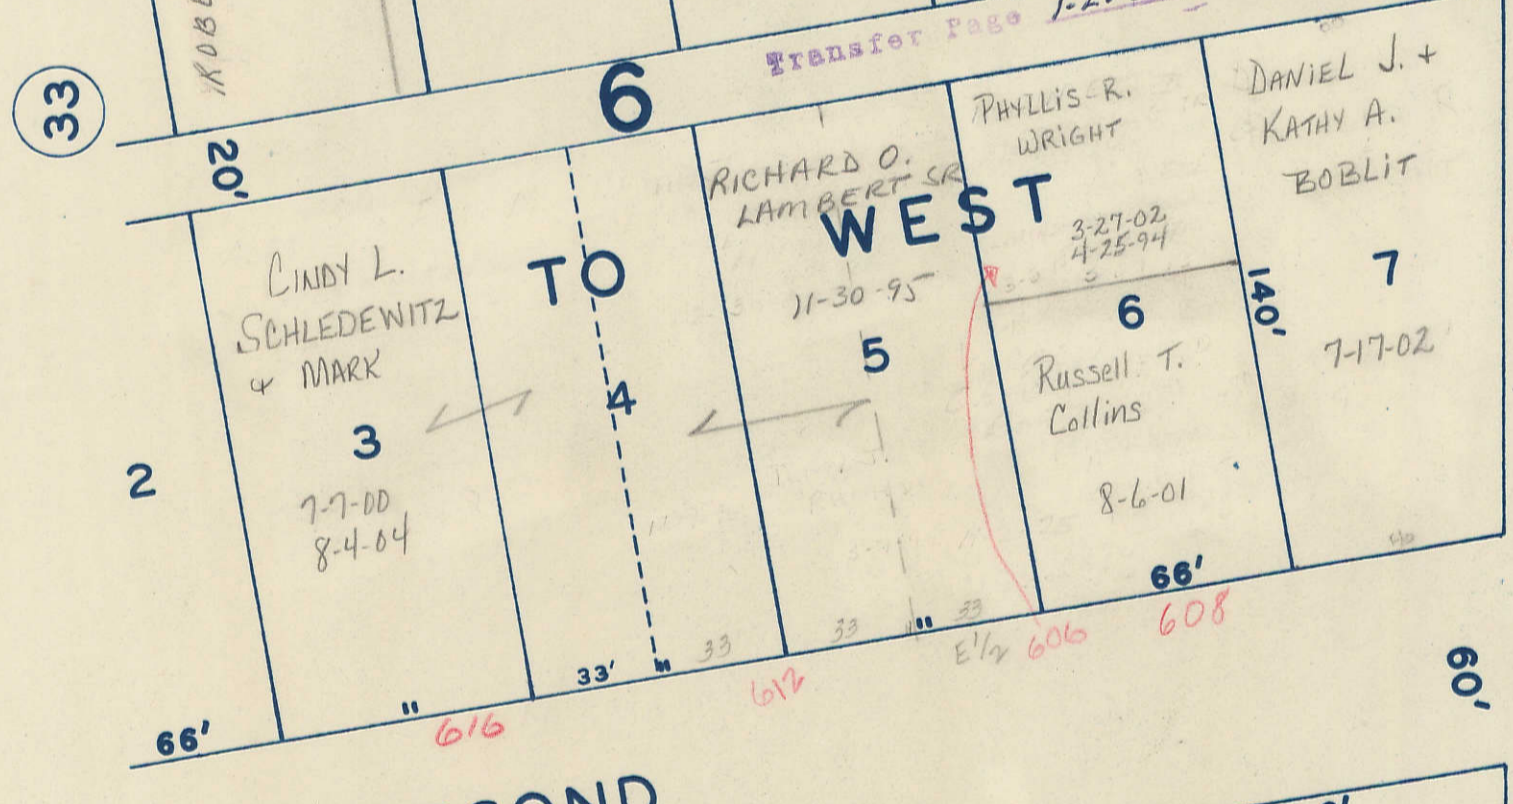 33
ROBL
6
Transfer Page
20'
CINDY L.
SCHLEDEWITZ
& MARK
3
7-7-00
8-4-04
2
TO
4
RICHARD O.
LAMBERT SR
WEST
11-30-95
5
PHYLLIS R.
WRIGHT
3-27-02
4-25-94
6
Russell T.
Collins
8-6-01
140'
DANIEL J. +
KATHY A.
BOBLIT
7
7-17-02
40
66'
"
616
33'
"
33
612
33
"
33
E 1/2
606
66'
608
60'
OND